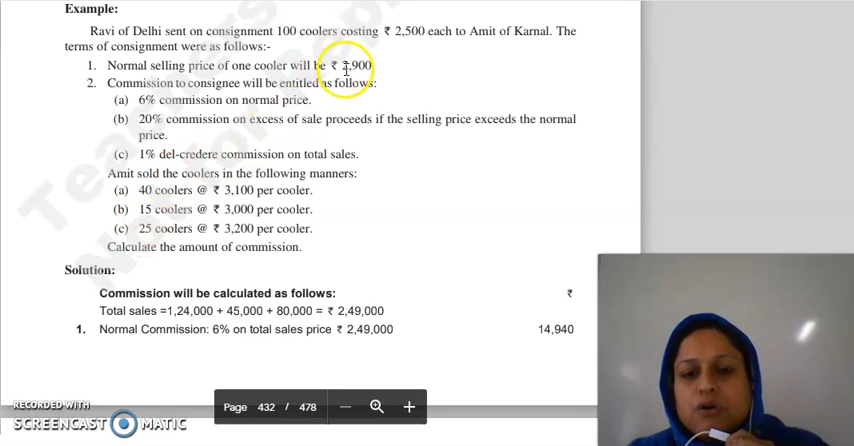 Example:
Ravi of Delhi sent on consignment 100 coolers costing ₹ 2,500 each to Amit of Karnal. The
terms of consignment were as follows:-
1. Normal selling price of one cooler will be ₹ 2,900
2. Commission to consignee will be entitled as follows:
(a) 6% commission on normal price.
(b) 20% commission on excess of sale proceeds if the selling price exceeds the normal
price.
(c) 1% del-credere commission on total sales.
Amit sold the coolers in the following manners:
(a) 40 coolers @ ₹ 3,100 per cooler.
(b) 15 coolers @ ₹ 3,000 per cooler.
(c) 25 coolers @ ₹ 3,200 per cooler.
Calculate the amount of commission.
Solution:
Commission will be calculated as follows: ₹
Total sales =1,24,000 + 45,000 + 80,000 = ₹ 2,49,000
1. Normal Commission: 6% on total sales price ₹ 2,49,000 14,940
Page 432 / 478
RECORDED WITH
SCREENCAST MATIC